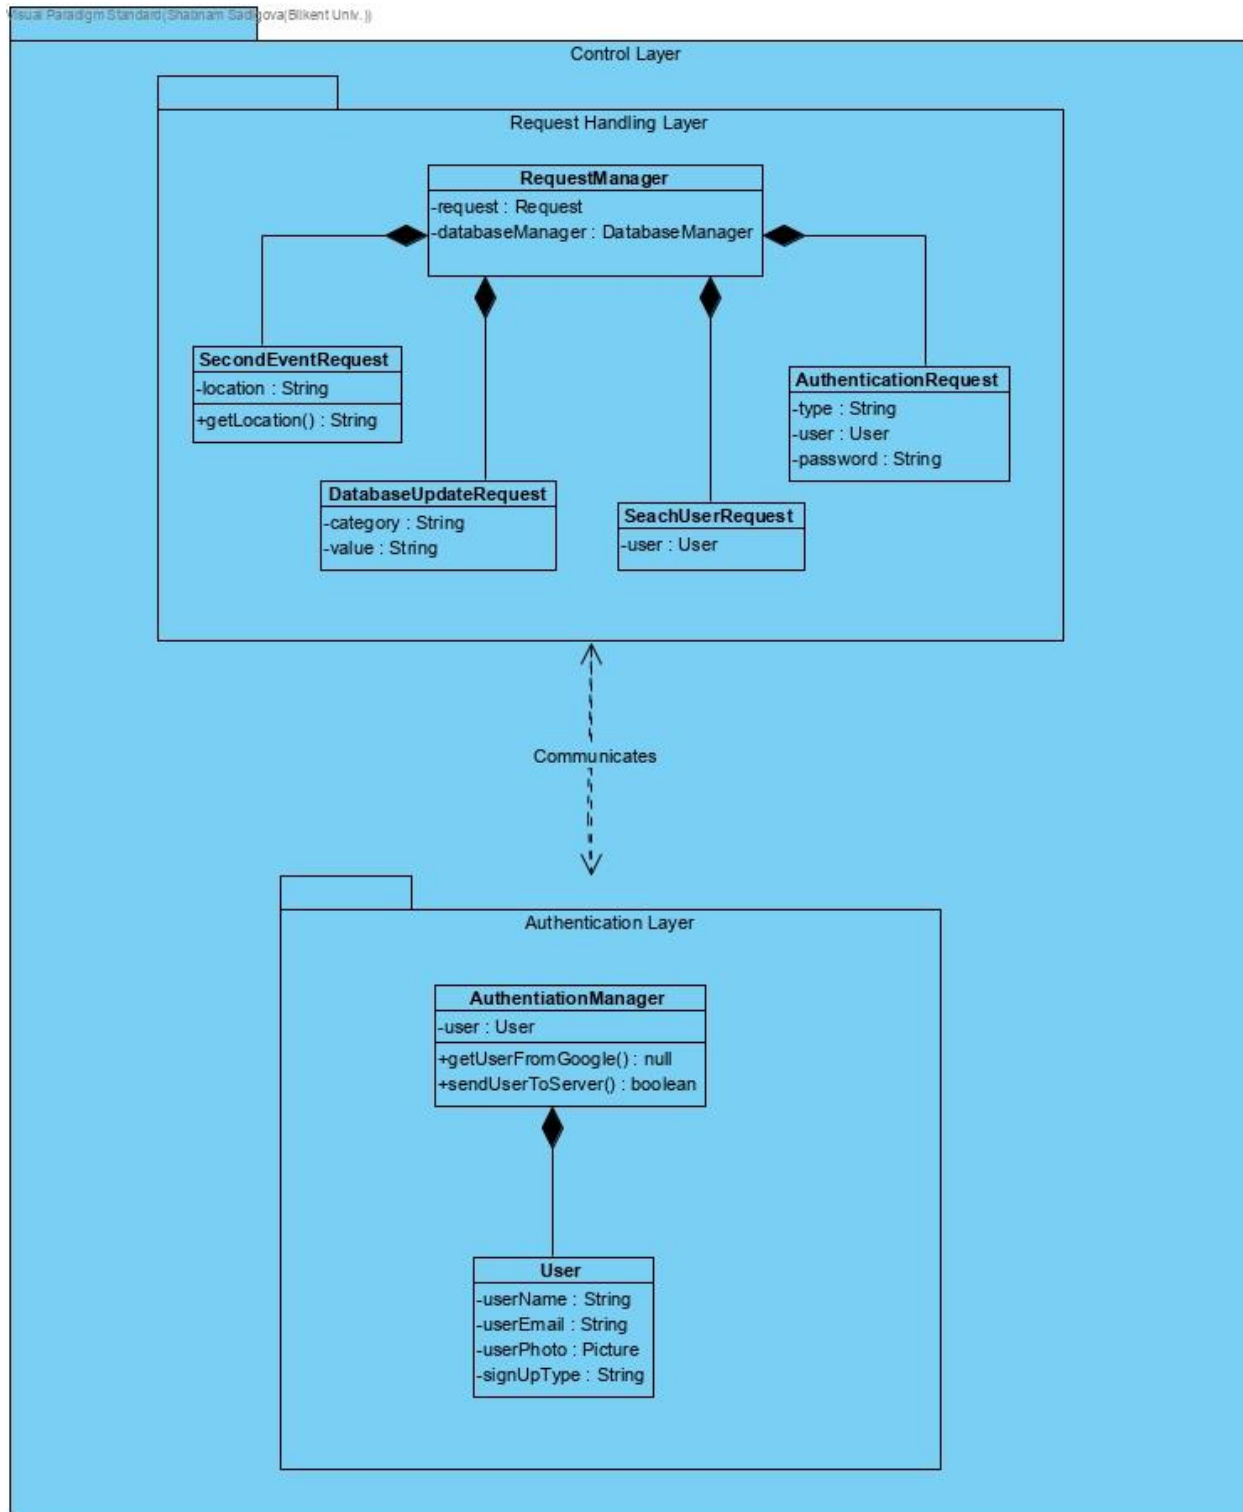 Visual Paradigm Standard(Shabnam Sadigova(Bilkent Univ.))
Control Layer
Request Handling Layer
RequestManager
-request : Request
-databaseManager : DatabaseManager
SecondEventRequest
-location : String
+getLocation() : String
AuthenticationRequest
-type : String
-user : User
-password : String
DatabaseUpdateRequest
-category : String
-value : String
SeachUserRequest
-user : User
Communicates
Authentication Layer
AuthentiationManager
-user : User
+getUserFromGoogle() : null
+sendUserToServer() : boolean
User
-userName : String
-userEmail : String
-userPhoto : Picture
-signUpType : String